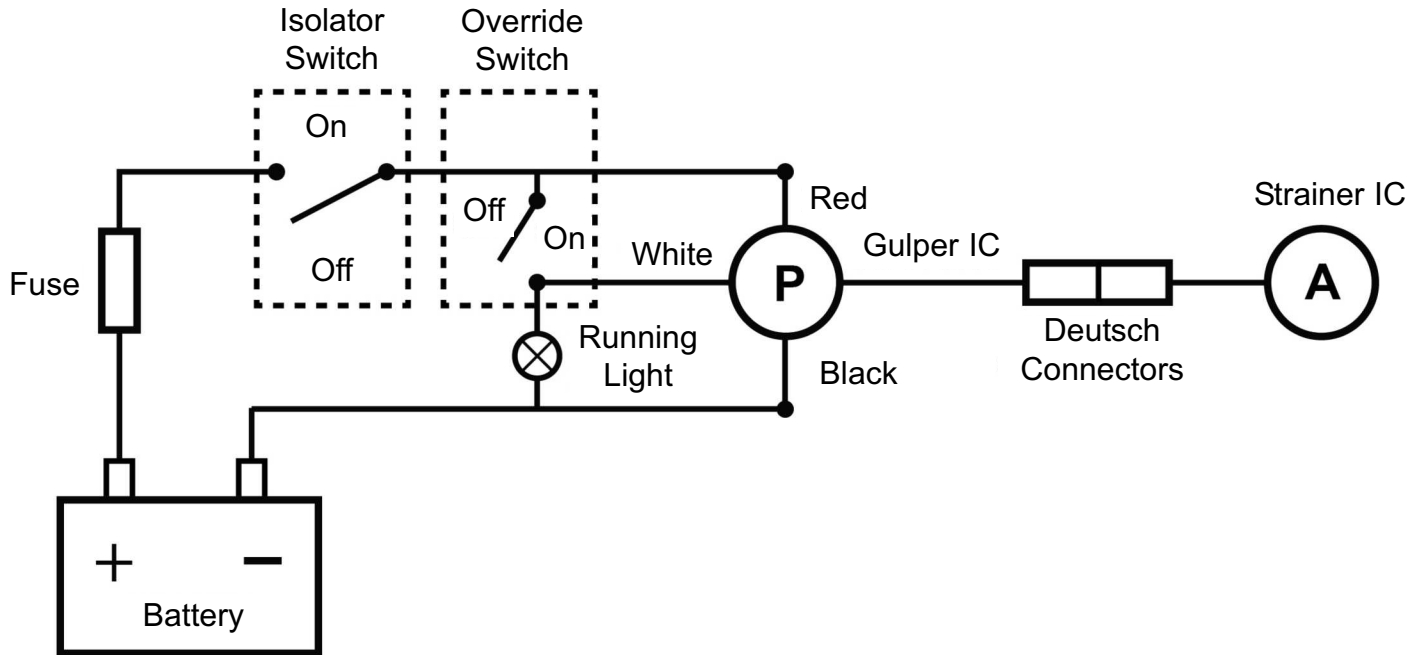 Isolator
Switch
Override
Switch
On
Off
Off
On
Fuse
Red
White
Gulper IC
Strainer IC
P
A
Running
Light
Black
Deutsch
Connectors
+
−
Battery